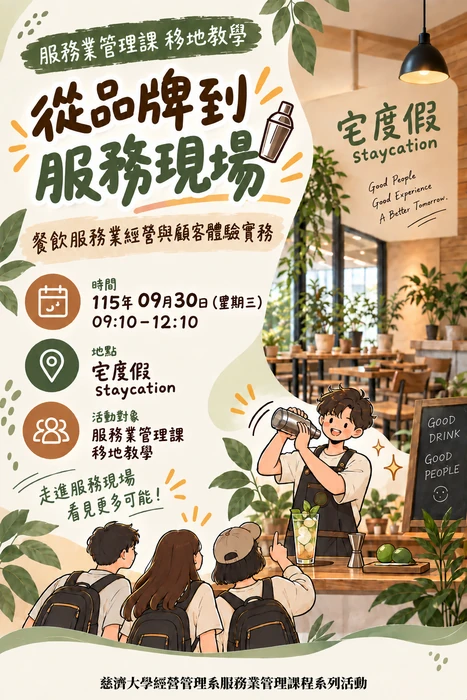 服務業管理課 移地教學
從品牌到
服務現場
餐飲服務業經營與顧客體驗實務
時間
115年 09月30日(星期三)
09:10-12:10
地點
宅度假
staycation
活動對象
服務業管理課
移地教學
走進服務現場
看見更多可能!
宅度假
staycation
Good People
Good Experience
A Better Tomorrow.
GOOD
DRINK
GOOD
PEOPLE
慈濟大學經營管理系服務業管理課程系列活動